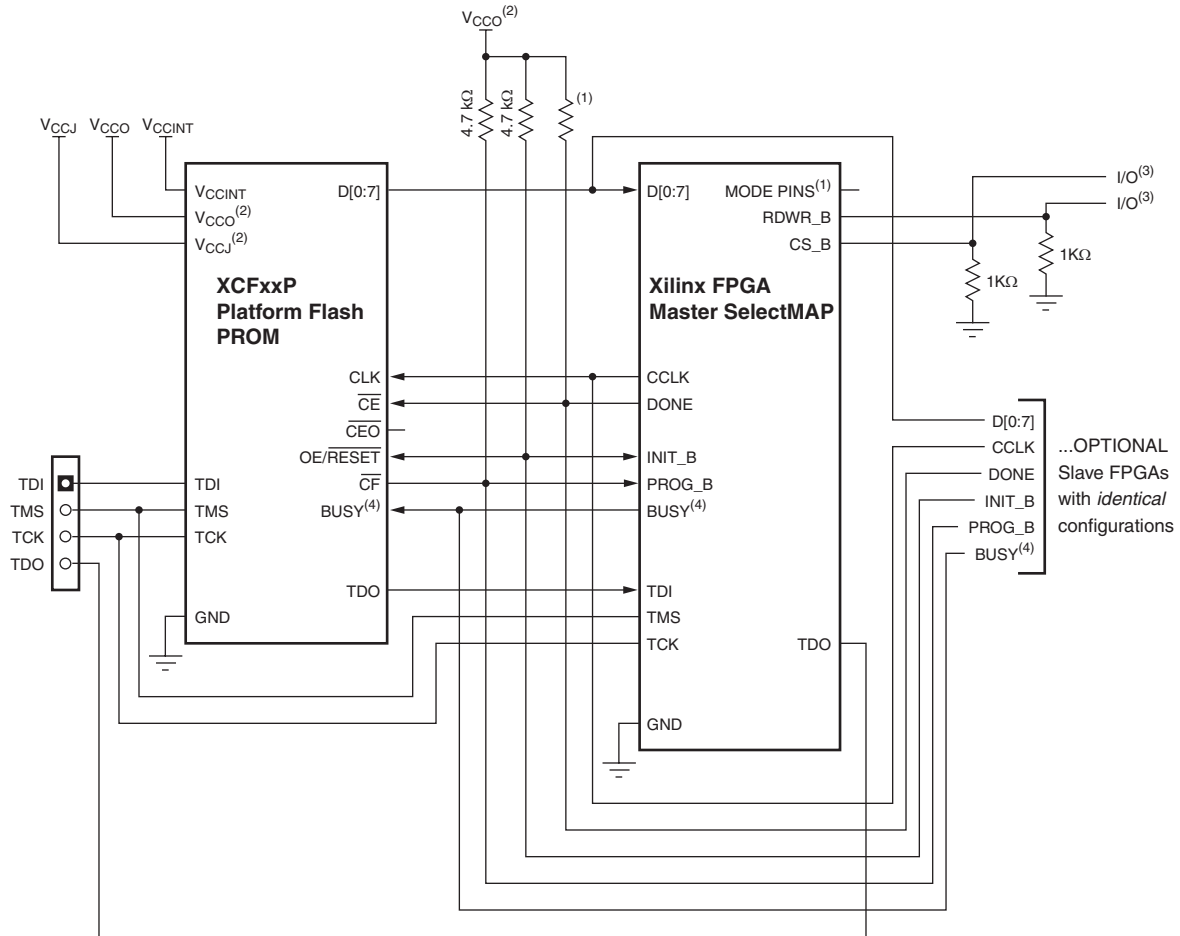 VCCO(2)
4.7 kΩ
4.7 kΩ
(1)
VCCJ VCCO VCCINT
VCCINT
VCCO(2)
VCCJ(2)
D[0:7]
XCFxxP
Platform Flash
PROM
CLK
CE
CEO
OE/RESET
CF
BUSY(4)
TDI
TMS
TCK
TDO
GND
TDI
TMS
TCK
TDO
D[0:7]
MODE PINS(1)
RDWR_B
CS_B
Xilinx FPGA
Master SelectMAP
CCLK
DONE
INIT_B
PROG_B
BUSY(4)
TDI
TMS
TCK
TDO
GND
I/O(3)
I/O(3)
1KΩ
1KΩ
D[0:7]
CCLK
DONE
INIT_B
PROG_B
BUSY(4)
...OPTIONAL
Slave FPGAs
with identical
configurations